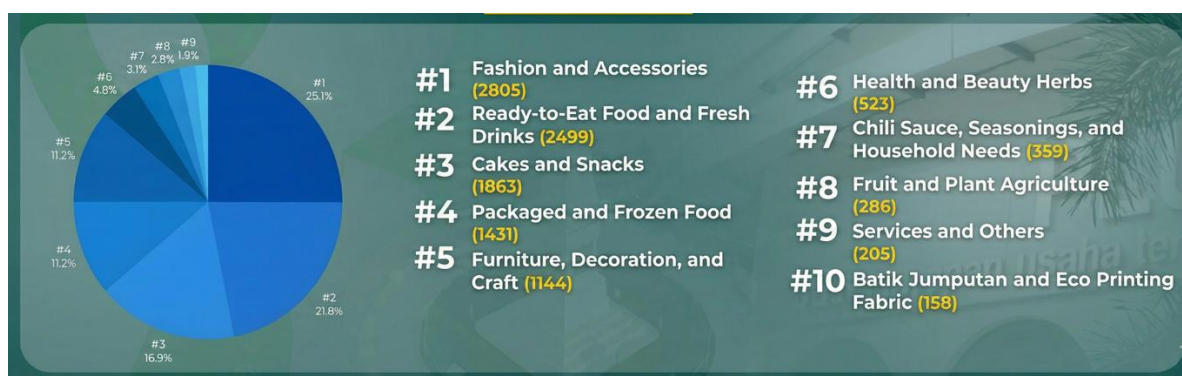 #1
25.1%
#2
21.8%
#3
16.9%
#4
11.2%
#5
11.2%
#6
4.8%
#7
3.1%
#8
2.8%
#9
1.9%
#1 Fashion and Accessories
(2805)
#2 Ready-to-Eat Food and Fresh
Drinks (2499)
#3 Cakes and Snacks
(1863)
#4 Packaged and Frozen Food
(1431)
#5 Furniture, Decoration, and
Craft (1144)
#6 Health and Beauty Herbs
(523)
#7 Chili Sauce, Seasonings, and
Household Needs (359)
#8 Fruit and Plant Agriculture
(286)
#9 Services and Others
(205)
#10 Batik Jumputan and Eco Printing
Fabric (158)
usaha